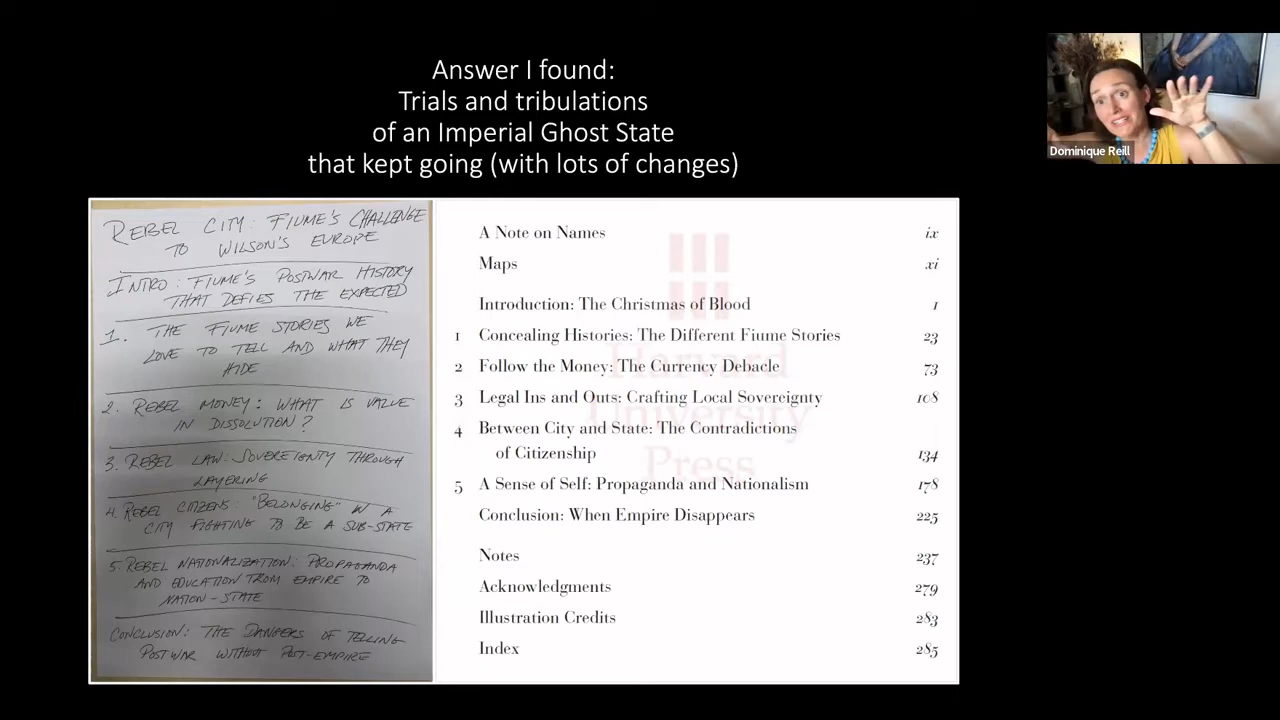 Answer I found:
Trials and tribulations
of an Imperial Ghost State
that kept going (with lots of changes)
Dominique Reill
REBEL CITY: FIUME'S CHALLENGE
TO WILSON'S EUROPE
INTRO: FIUME'S POSTWAR HISTORY
THAT DEFIES THE EXPECTED
1. THE FIUME STORIES WE
LOVE TO TELL AND WHAT THEY
HIDE
2. REBEL MONEY: WHAT IS VALUE
IN DISSOLUTION?
3. REBEL LAW: SOVEREIGNTY THROUGH
LAYERING
4. REBEL CITIZENS: "BELONGING" IN A
CITY FIGHTING TO BE A SUB-STATE
5. REBEL NATIONALIZATION: PROPAGANDA
AND EDUCATION FROM EMPIRE TO
NATION-STATE
CONCLUSION: THE DANGERS OF TELLING
POSTWAR WITHOUT POST-EMPIRE
A Note on Names ix
Maps xi
Introduction: The Christmas of Blood 1
1 Concealing Histories: The Different Fiume Stories 23
2 Follow the Money: The Currency Debacle 73
3 Legal Ins and Outs: Crafting Local Sovereignty 108
4 Between City and State: The Contradictions
of Citizenship 134
5 A Sense of Self: Propaganda and Nationalism 178
Conclusion: When Empire Disappears 225
Notes 237
Acknowledgments 279
Illustration Credits 283
Index 285
Harvard
University
Press